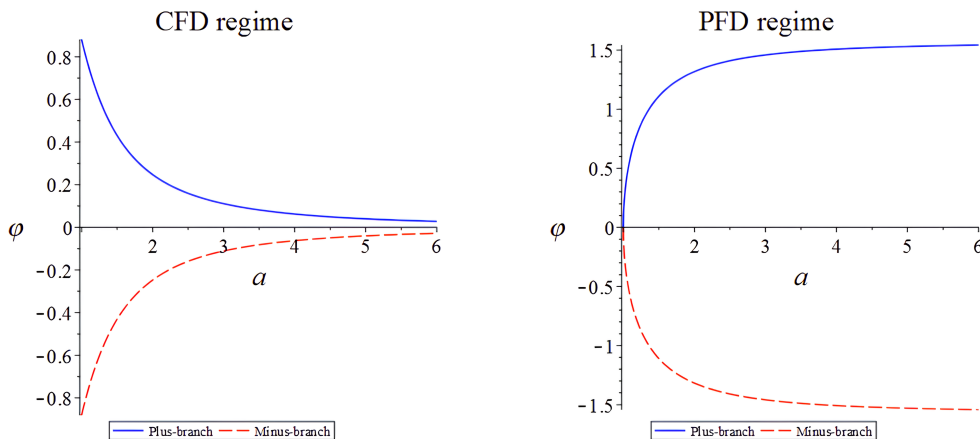 CFD regime
0.8
0.6
0.4
0.2
φ
0
2
3
4
5
6
-0.2
a
-0.4
-0.6
-0.8
Plus-branch
Minus-branch
PFD regime
1.5
1
0.5
φ
0
2
3
4
5
6
a
-0.5
-1
-1.5
Plus-branch
Minus-branch